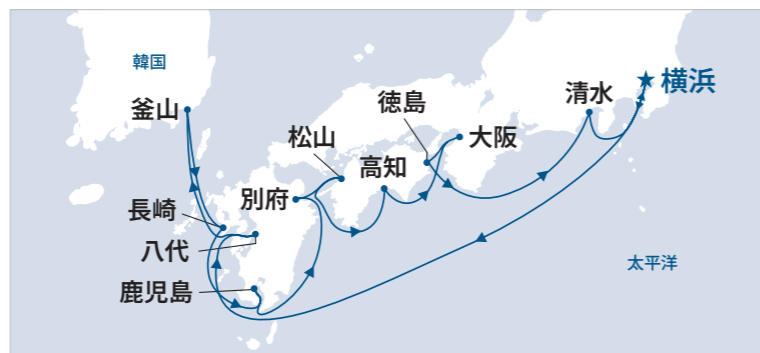 韓国
釜山
松山
徳島
大阪
清水
★横浜
高知
別府
長崎
八代
鹿児島
太平洋